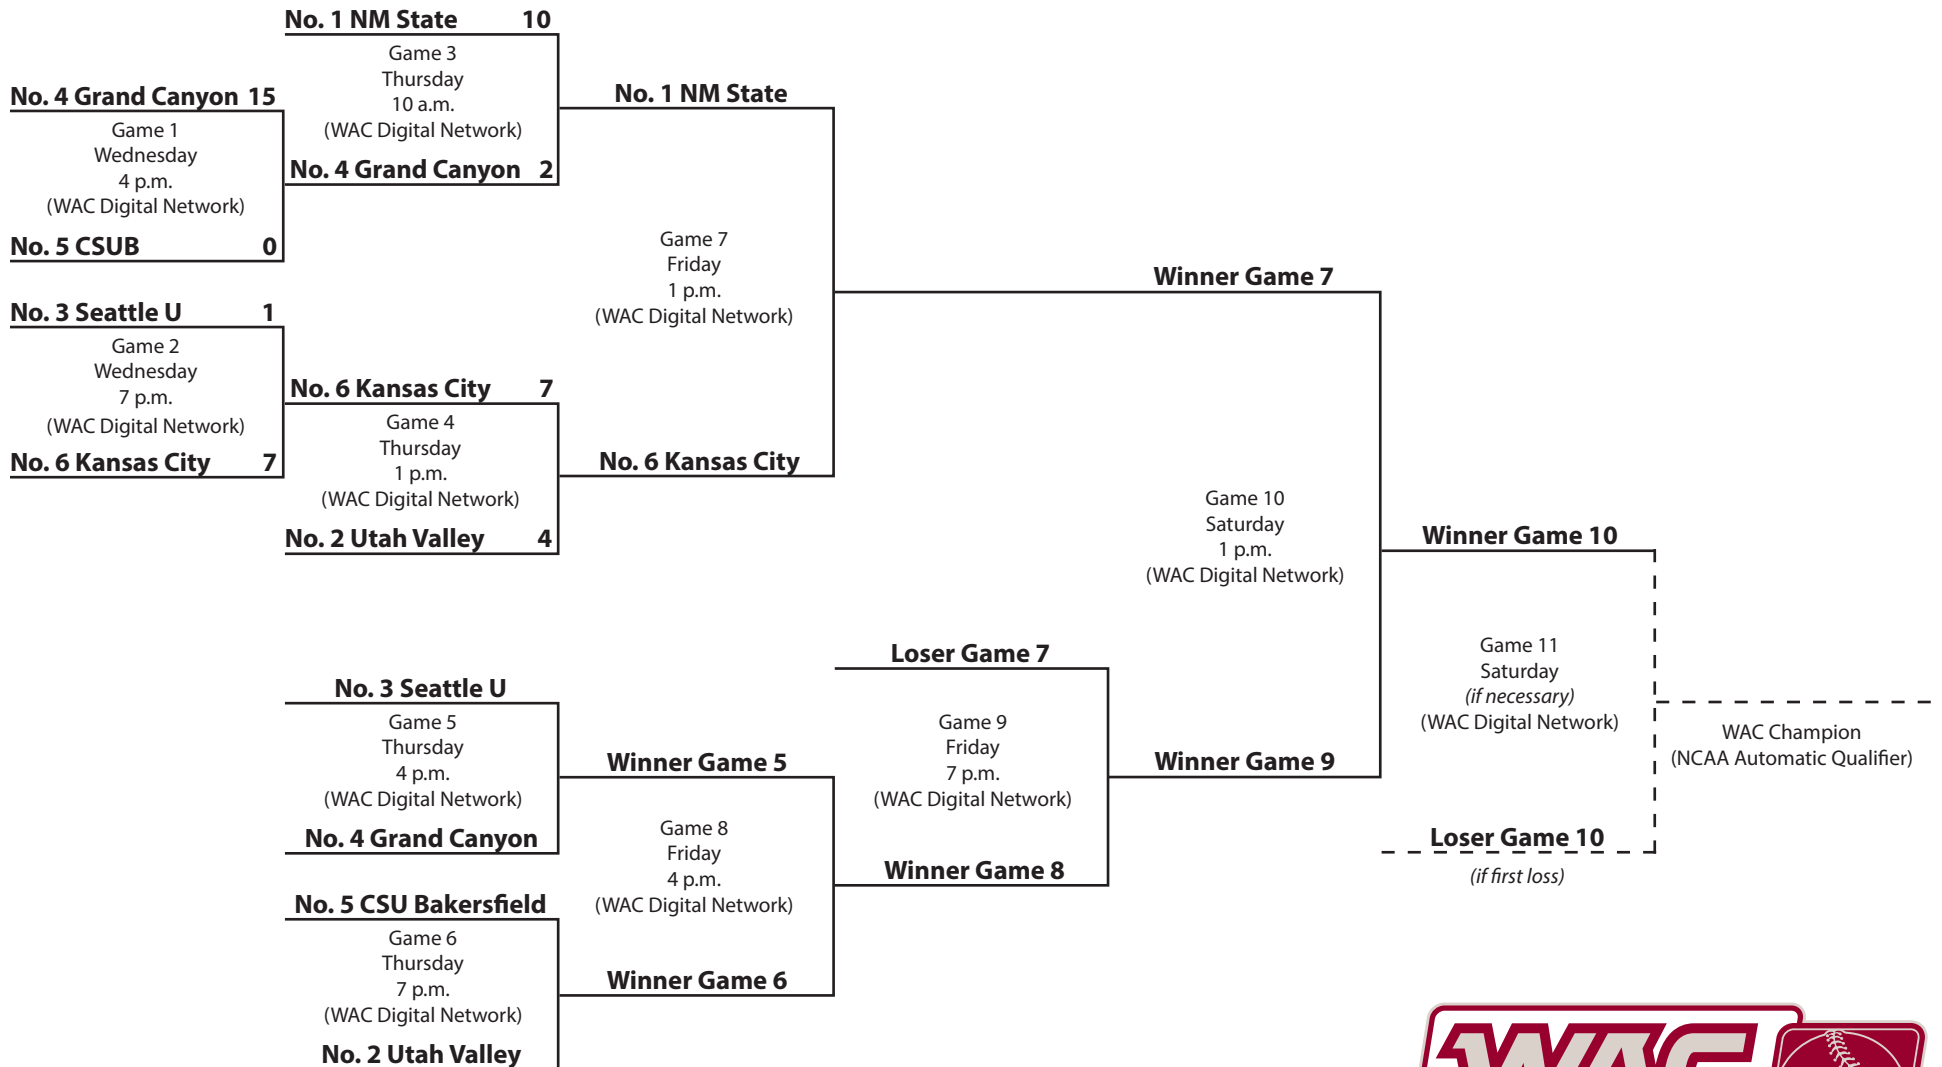 No. 1 NM State 10
Game 3
Thursday
10 a.m.
(WAC Digital Network)
No. 4 Grand Canyon 2
No. 4 Grand Canyon 15
Game 1
Wednesday
4 p.m.
(WAC Digital Network)
No. 5 CSUB 0
No. 3 Seattle U 1
Game 2
Wednesday
7 p.m.
(WAC Digital Network)
No. 6 Kansas City 7
No. 6 Kansas City 7
Game 4
Thursday
1 p.m.
(WAC Digital Network)
No. 2 Utah Valley 4
No. 1 NM State
Game 7
Friday
1 p.m.
(WAC Digital Network)
No. 6 Kansas City
Winner Game 7
Game 10
Saturday
1 p.m.
(WAC Digital Network)
Winner Game 9
Winner Game 10
Game 11
Saturday
(if necessary)
(WAC Digital Network)
Loser Game 10
(if first loss)
WAC Champion
(NCAA Automatic Qualifier)
No. 3 Seattle U
Game 5
Thursday
4 p.m.
(WAC Digital Network)
No. 4 Grand Canyon
No. 5 CSU Bakersfield
Game 6
Thursday
7 p.m.
(WAC Digital Network)
No. 2 Utah Valley
Winner Game 5
Game 8
Friday
4 p.m.
(WAC Digital Network)
Winner Game 6
Loser Game 7
Game 9
Friday
7 p.m.
(WAC Digital Network)
Winner Game 8
WAC